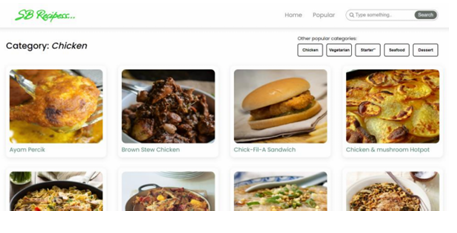 SB Recipess...
Home Popular Type something... Search
Other popular categories:
Category: Chicken
Chicken Vegetarian Starter" Seafood Dessert
Ayam Percik Brown Stew Chicken Chick-Fil-A Sandwich Chicken & mushroom Hotpot